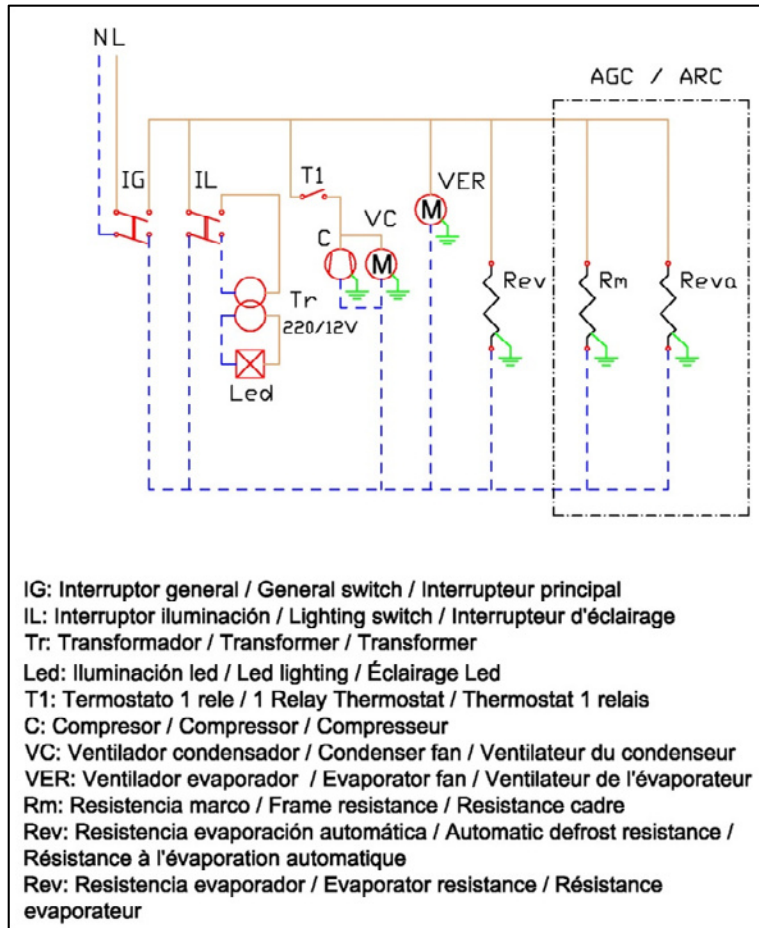 NL
AGC / ARC
IG
IL
T1
VER
VC
C
M
M
Rev
Rm
Reva
Tr
220/12V
Led
IG: Interruptor general / General switch / Interrupteur principal
IL: Interruptor iluminación / Lighting switch / Interrupteur d'éclairage
Tr: Transformador / Transformer / Transformer
Led: Iluminación led / Led lighting / Éclairage Led
T1: Termostato 1 rele / 1 Relay Thermostat / Thermostat 1 relais
C: Compresor / Compressor / Compresseur
VC: Ventilador condensador / Condenser fan / Ventilateur du condenseur
VER: Ventilador evaporador / Evaporator fan / Ventilateur de l'évaporateur
Rm: Resistencia marco / Frame resistance / Resistance cadre
Rev: Resistencia evaporación automática / Automatic defrost resistance /
Résistance à l'évaporation automatique
Rev: Resistencia evaporador / Evaporator resistance / Résistance
evaporateur